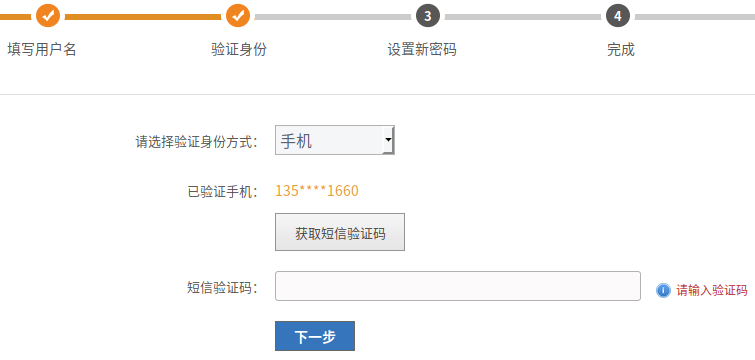 3 4
填写用户名 验证身份 设置新密码 完成
请选择验证身份方式： 手机
已验证手机： 135****1660
获取短信验证码
短信验证码： 请输入验证码
下一步